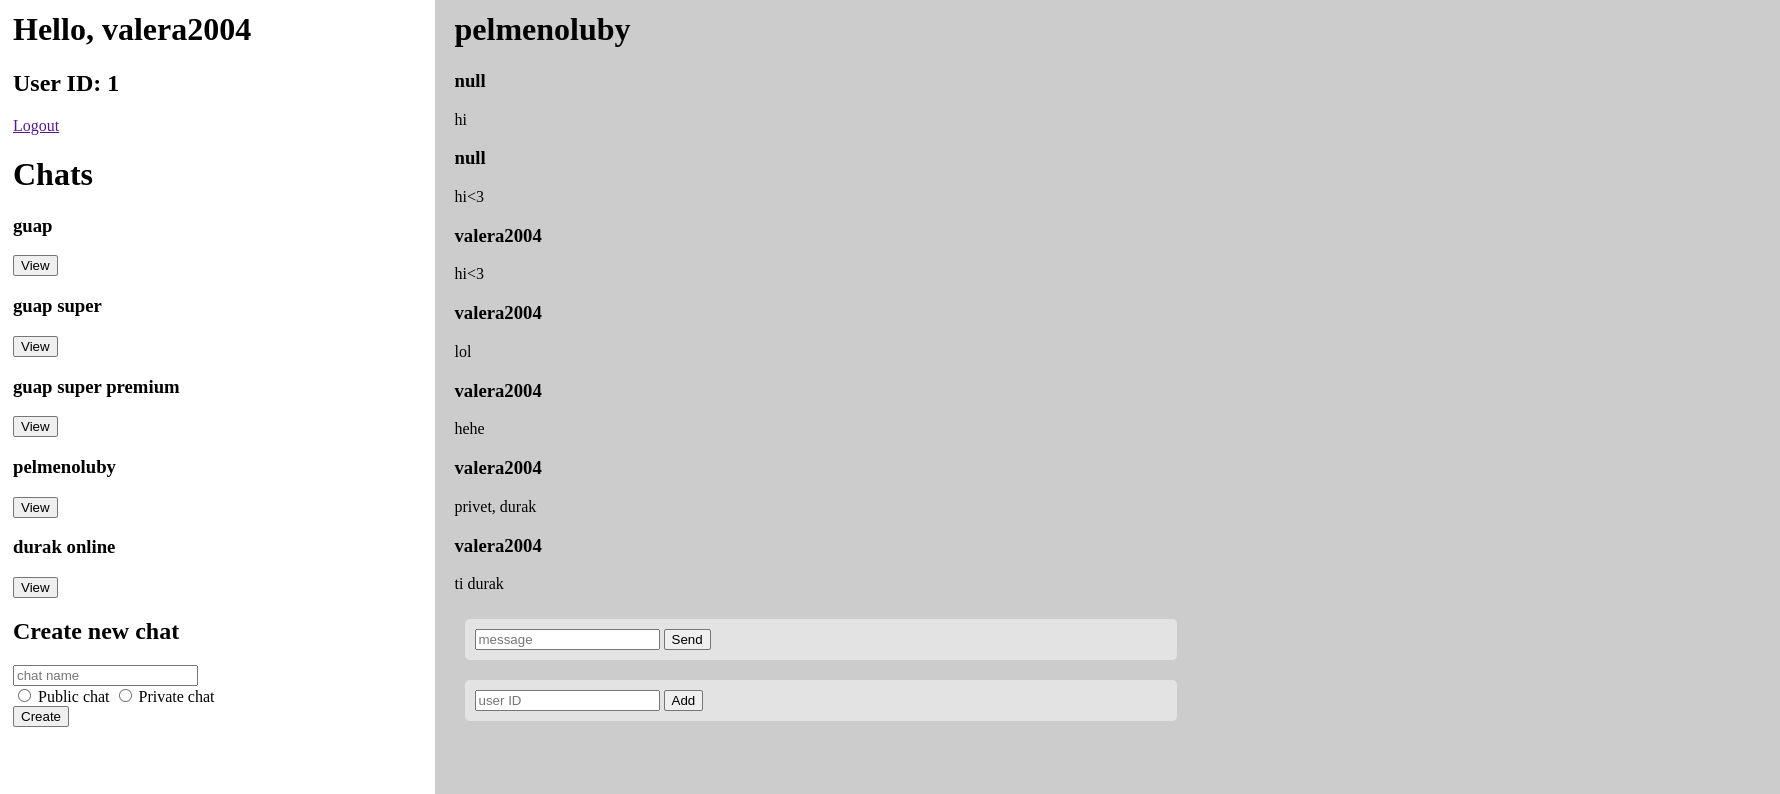 Hello, valera2004
User ID: 1
Logout
Chats
guap
View
guap super
View
guap super premium
View
pelmenoluby
View
durak online
View
Create new chat
chat name
Public chat Private chat
Create
pelmenoluby
null
hi
null
hi<3
valera2004
hi<3
valera2004
lol
valera2004
hehe
valera2004
privet, durak
valera2004
ti durak
message Send
user ID Add